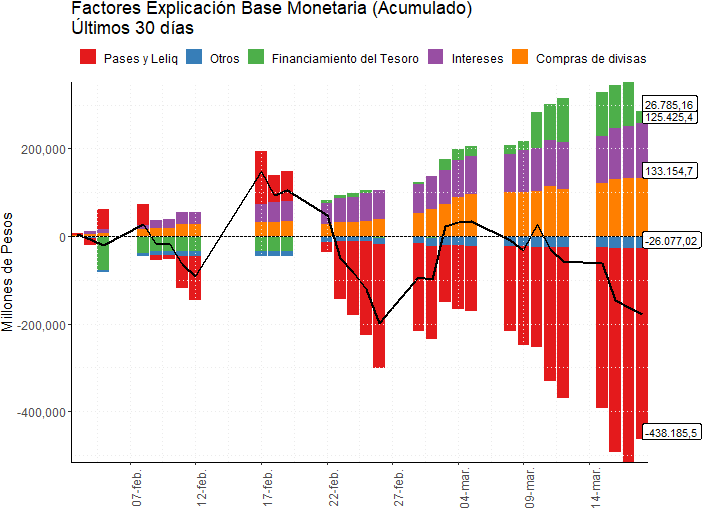 Factores Explicación Base Monetaria (Acumulado)
Últimos 30 días
Pases y Leliq
Otros
Financiamiento del Tesoro
Intereses
Compras de divisas
Millones de Pesos
200,000
0
-200,000
-400,000
26.785,16
125.425,4
133.154,7
-26.077,02
-438.185,5
07-feb.
12-feb.
17-feb.
22-feb.
27-feb.
04-mar.
09-mar.
14-mar.